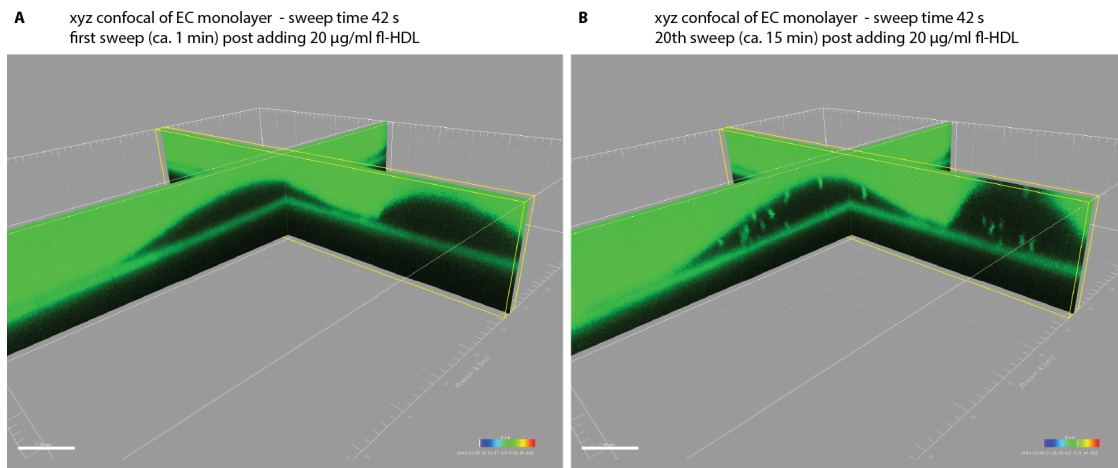 A
xyz confocal of EC monolayer - sweep time 42 s
first sweep (ca. 1 min) post adding 20 µg/ml fl-HDL
B
xyz confocal of EC monolayer - sweep time 42 s
20th sweep (ca. 15 min) post adding 20 µg/ml fl-HDL